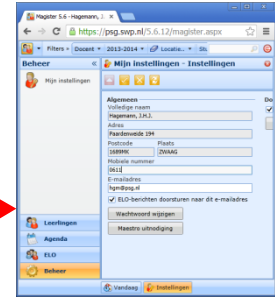 Magister 5.6 - Hagemann, J.
https://psg.swp.nl/5.6.12/magister.aspx
Filters Docent 2013-2014 Locatie..
Beheer «
Mijn instellingen
Mijn instellingen - Instellingen
Algemeen
Volledige naam
Hagemann, J.H.J.
Adres
Paardenweide 194
Postcode Plaats
1689MK ZWAAG
Mobiele nummer
0611
E-mailadres
hgm@psg.nl
ELO-berichten doorsturen naar dit e-mailadres
Wachtwoord wijzigen
Maestro uitnodiging
Do
Leerlingen
Agenda
ELO
Beheer
Vandaag Instellingen